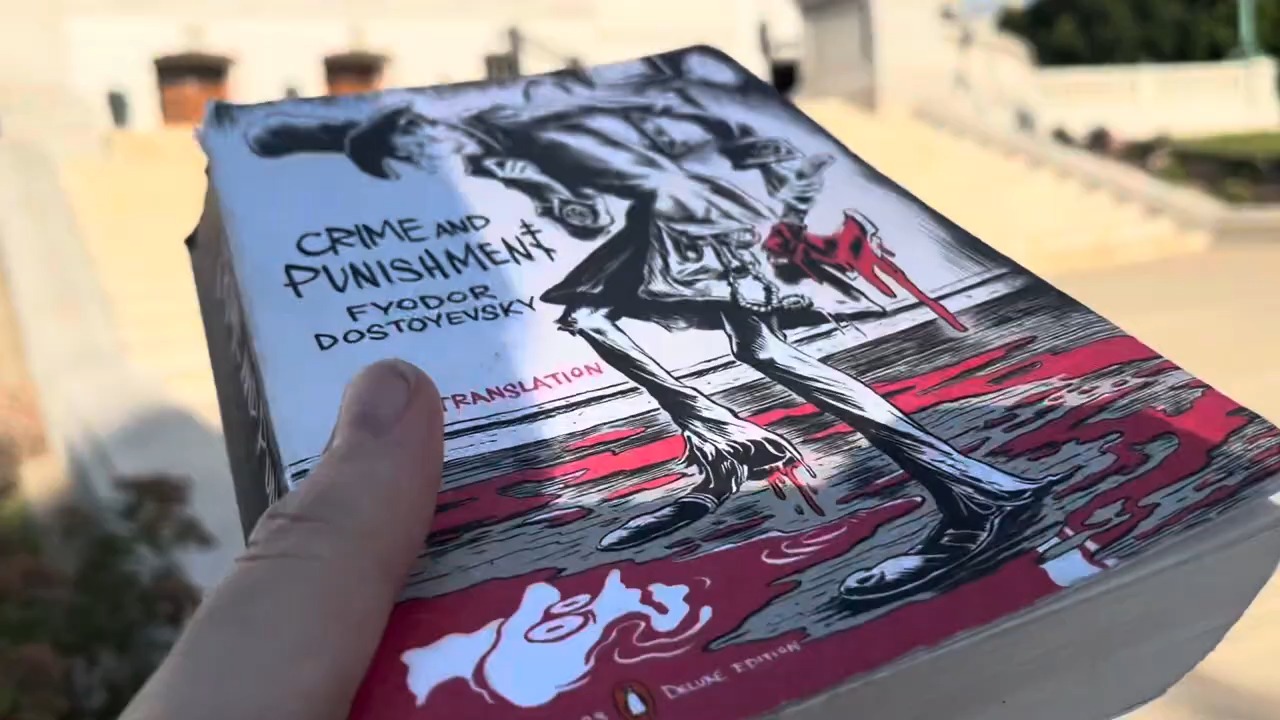 CRIME AND
PUNISHMENT
FYODOR
DOSTOYEVSKY
TRANSLATION
DELUXE EDITION